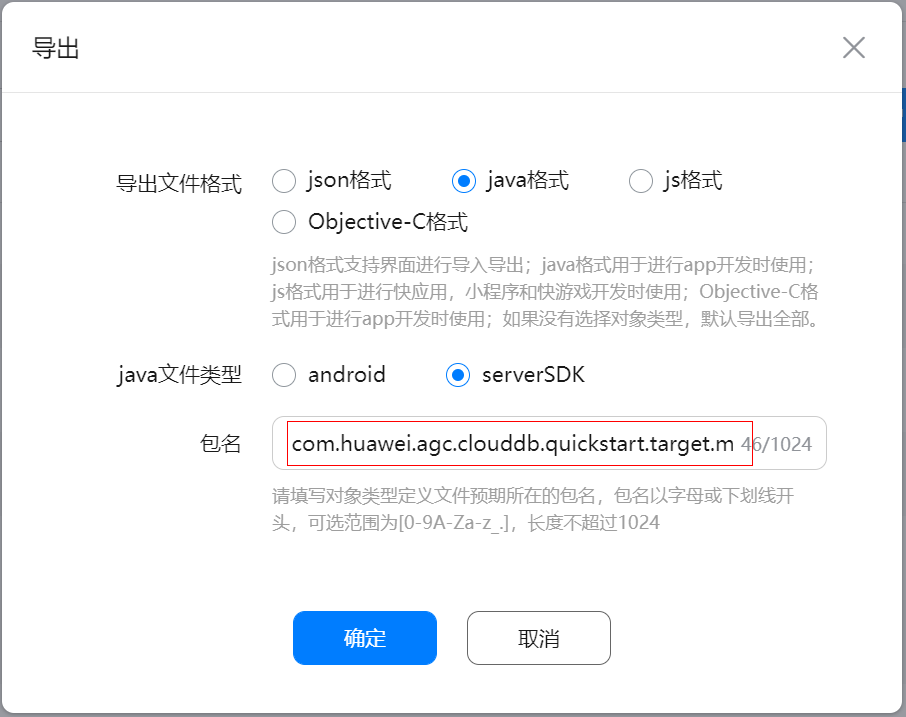 导出
导出文件格式
json格式 java格式 js格式
Objective-C格式
json格式支持界面进行导入导出；java格式用于进行app开发时使用；
js格式用于进行快应用，小程序和快游戏开发时使用；Objective-C格
式用于进行app开发时使用；如果没有选择对象类型，默认导出全部。
java文件类型 android serverSDK
包名 com.huawei.agc.clouddb.quickstart.target.m 46/1024
请填写对象类型定义文件预期所在的包名，包名以字母或下划线开
头，可选范围为[0-9A-Za-z_.]，长度不超过1024
确定 取消